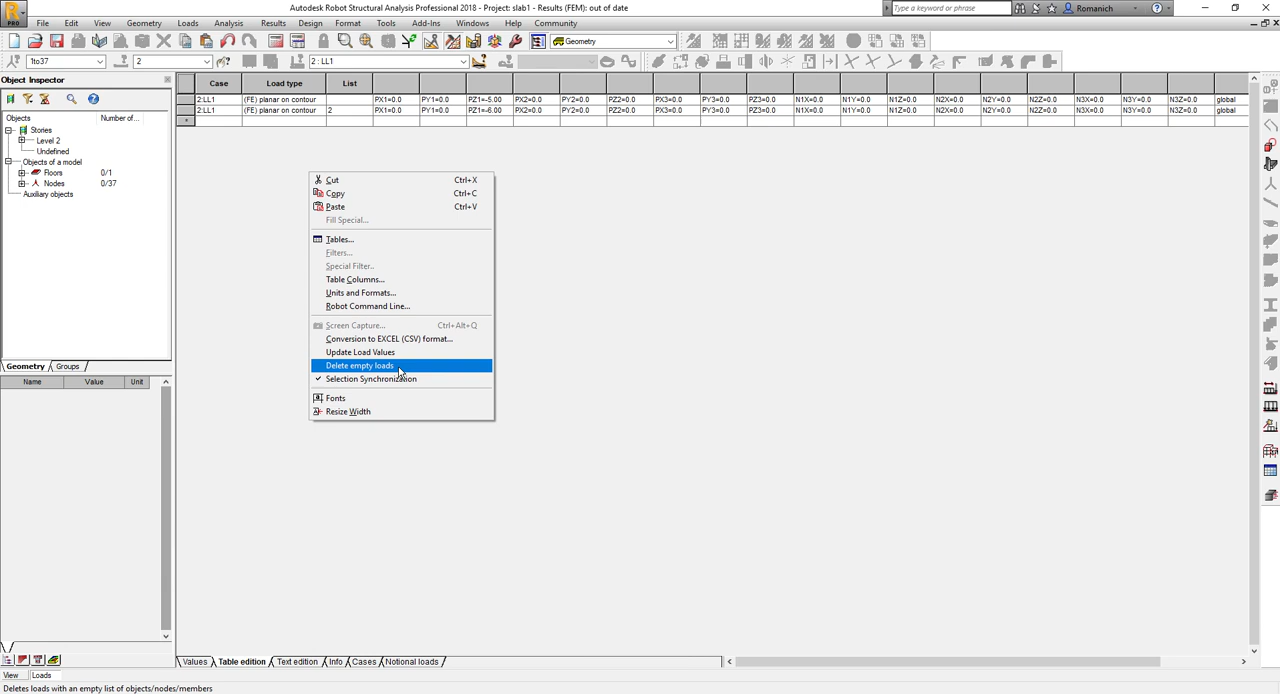 Autodesk Robot Structural Analysis Professional 2018 - Project: slab1 - Results (FEM): out of date
Type a keyword or phrase
Romanich
PRO
File Edit View Geometry Loads Analysis Results Design Format Tools Add-Ins Windows Help Community
Geometry
1to37 2 2 : LL1
Object Inspector
Case Load type List
2:LL1 (FE) planar on contour PX1=0.0 PY1=0.0 PZ1=-5.00 PX2=0.0 PY2=0.0 PZ2=0.0 PX3=0.0 PY3=0.0 PZ3=0.0 N1X=0.0 N1Y=0.0 N1Z=0.0 N2X=0.0 N2Y=0.0 N2Z=0.0 N3X=0.0 N3Y=0.0 N3Z=0.0 global
2:LL1 (FE) planar on contour 2 PX1=0.0 PY1=0.0 PZ1=-6.00 PX2=0.0 PY2=0.0 PZ2=0.0 PX3=0.0 PY3=0.0 PZ3=0.0 N1X=0.0 N1Y=0.0 N1Z=0.0 N2X=0.0 N2Y=0.0 N2Z=0.0 N3X=0.0 N3Y=0.0 N3Z=0.0 global
*
Objects Number of...
Stories
Level 2
Undefined
Objects of a model
Floors 0/1
Nodes 0/37
Auxiliary objects
Cut Ctrl+X
Copy Ctrl+C
Paste Ctrl+V
Fill Special...
Tables...
Filters...
Special Filter...
Table Columns...
Units and Formats...
Robot Command Line...
Screen Capture... Ctrl+Alt+Q
Conversion to EXCEL (CSV) format...
Update Load Values
Delete empty loads
Selection Synchronization
Fonts
Resize Width
Geometry Groups
Name Value Unit
Values Table edition Text edition Info Cases Notional loads
View Loads
Deletes loads with an empty list of objects/nodes/members